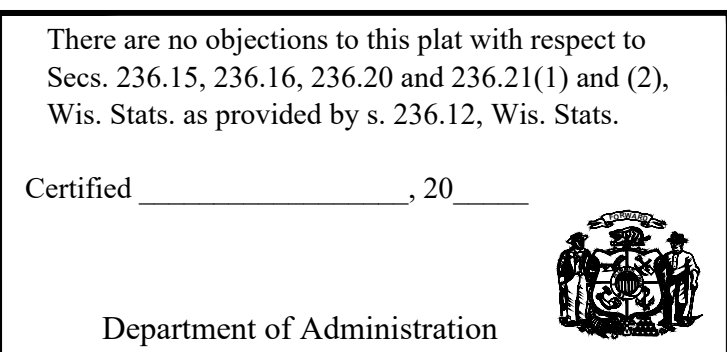 There are no objections to this plat with respect to
Secs. 236.15, 236.16, 236.20 and 236.21(1) and (2),
Wis. Stats. as provided by s. 236.12, Wis. Stats.
Certified __________________, 20_____
FORWARD
Department of Administration